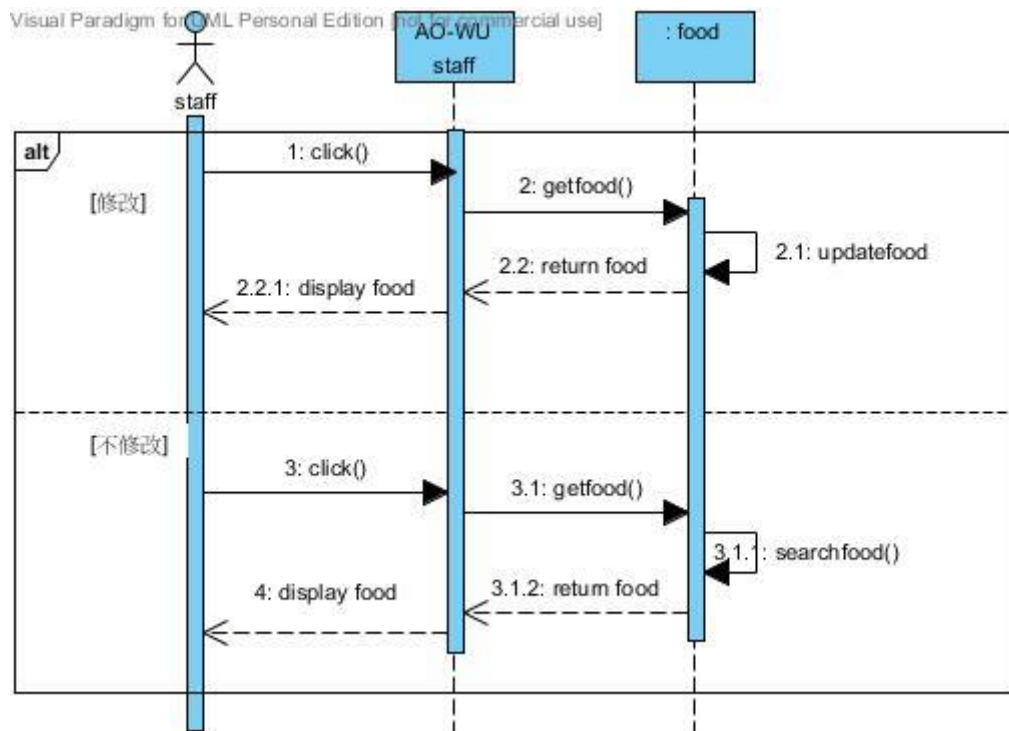 Visual Paradigm for UML Personal Edition [not for commercial use]
AO-WU
staff
: food
staff
alt
1: click()
[修改]
2: getfood()
2.1: updatefood
2.2: return food
2.2.1: display food
[不修改]
3: click()
3.1: getfood()
3.1.1: searchfood()
3.1.2: return food
4: display food